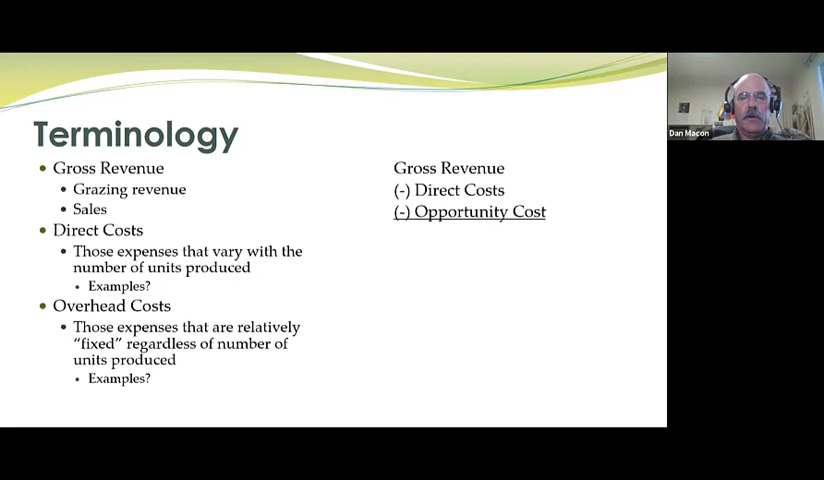 Terminology
Gross Revenue
Grazing revenue
Sales
Direct Costs
Those expenses that vary with the
number of units produced
Examples?
Overhead Costs
Those expenses that are relatively
“fixed” regardless of number of
units produced
Examples?
Gross Revenue
(-) Direct Costs
(-) Opportunity Cost
Dan Macon